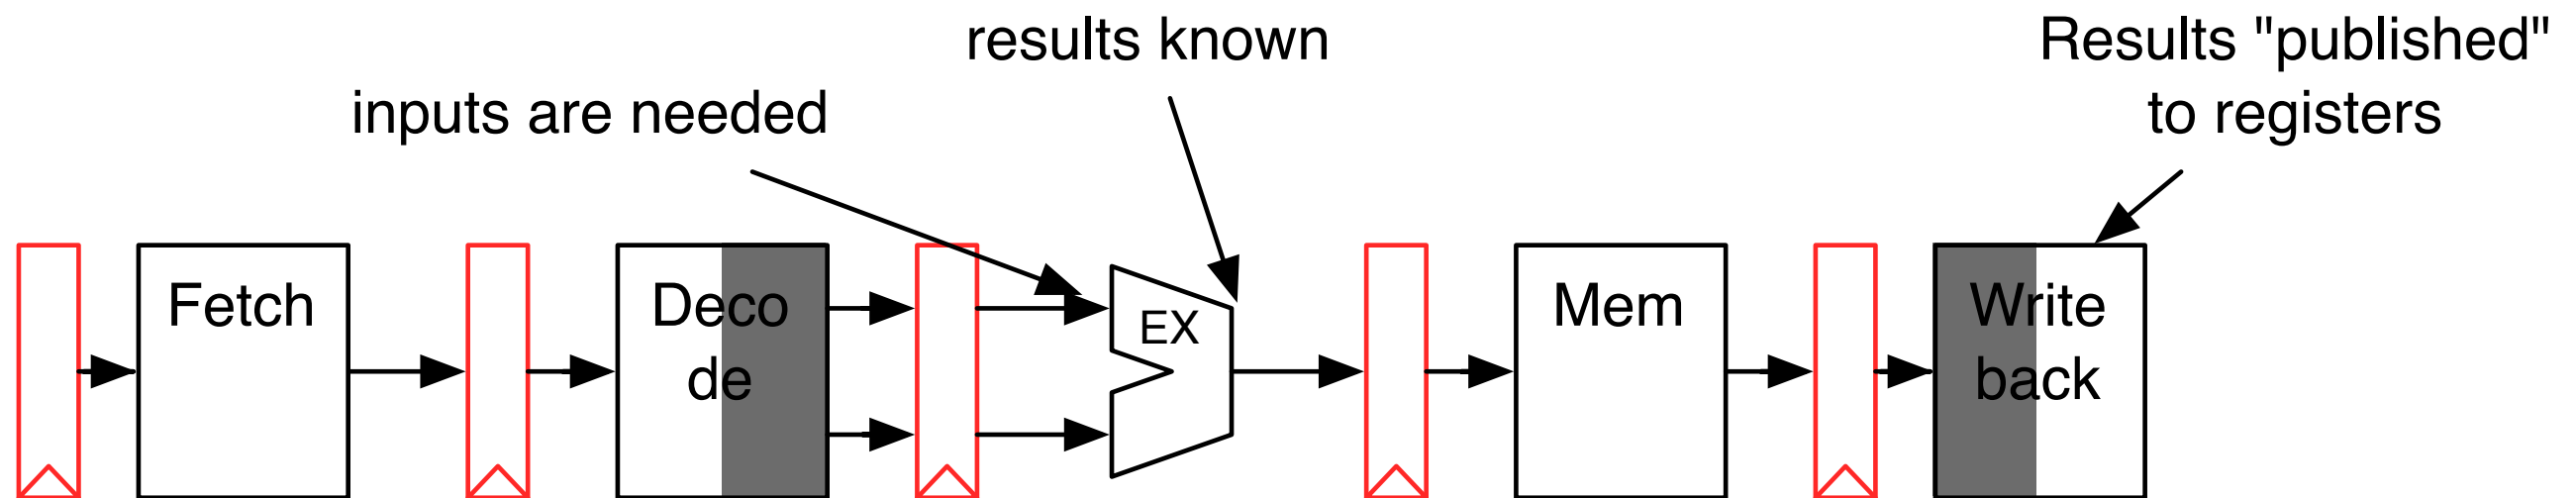 results known
Results "published"
to registers
inputs are needed
Fetch
Deco
de
EX
Mem
Write
back